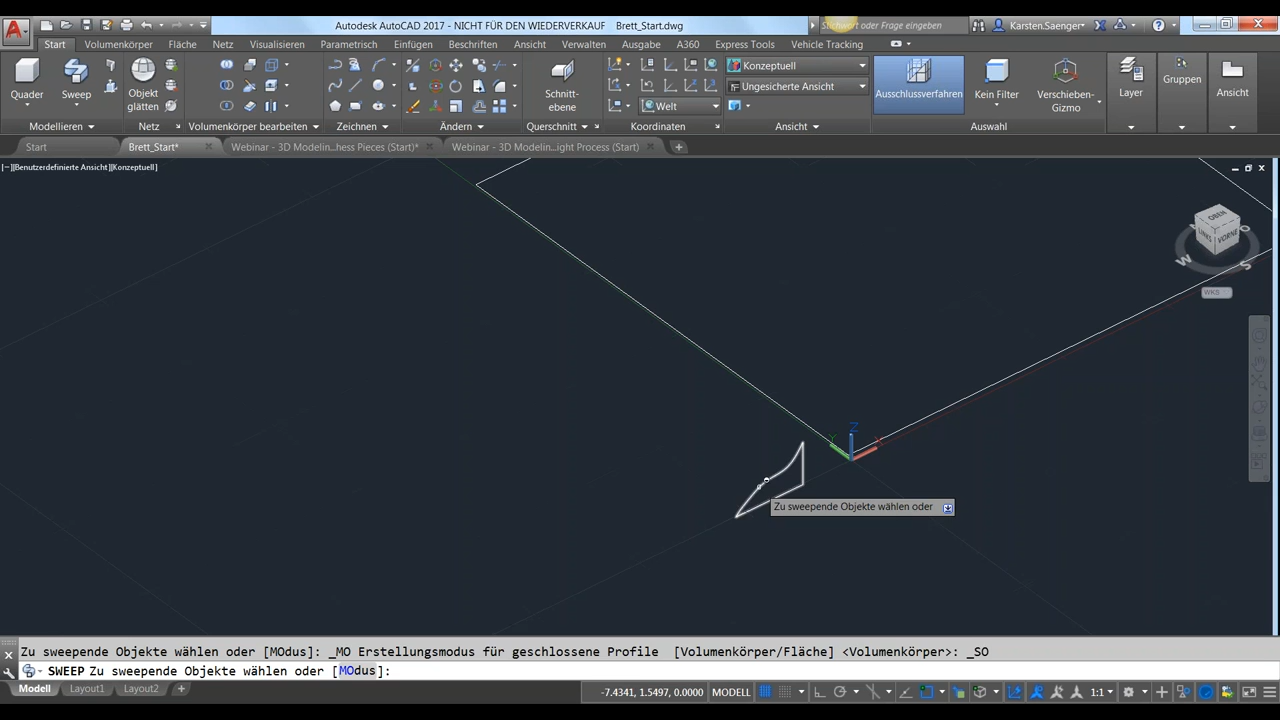 Autodesk AutoCAD 2017 - NICHT FÜR DEN WIEDERVERKAUF Brett_Start.dwg
Stichwort oder Frage eingeben
Karsten.Saenger
Start Volumenkörper Fläche Netz Visualisieren Parametrisch Einfügen Beschriften Ansicht Verwalten Ausgabe A360 Express Tools Vehicle Tracking
Konzeptuell
Ungesicherte Ansicht
Welt
Quader
Sweep
Objekt
glätten
Schnitt-
ebene
Ausschlussverfahren
Kein Filter
Verschieben-
Gizmo
Layer
Gruppen
Ansicht
Modellieren
Netz
Volumenkörper bearbeiten
Zeichnen
Ändern
Querschnitt
Koordinaten
Ansicht
Auswahl
Start
Brett_Start*
Webinar - 3D Modelin...hess Pieces (Start)*
Webinar - 3D Modelin...ight Process (Start)
[−][Benutzerdefinierte Ansicht][Konzeptuell]
OBEN
LINKS
VORNE
O
W
S
WKS
Z
Y
X
Zu sweepende Objekte wählen oder
Zu sweepende Objekte wählen oder [MOdus]: _MO Erstellungsmodus für geschlossene Profile [Volumenkörper/Fläche] <Volumenkörper>: _SO
SWEEP Zu sweepende Objekte wählen oder [MOdus]:
Modell Layout1 Layout2
-7.4341, 1.5497, 0.0000 MODELL
1:1